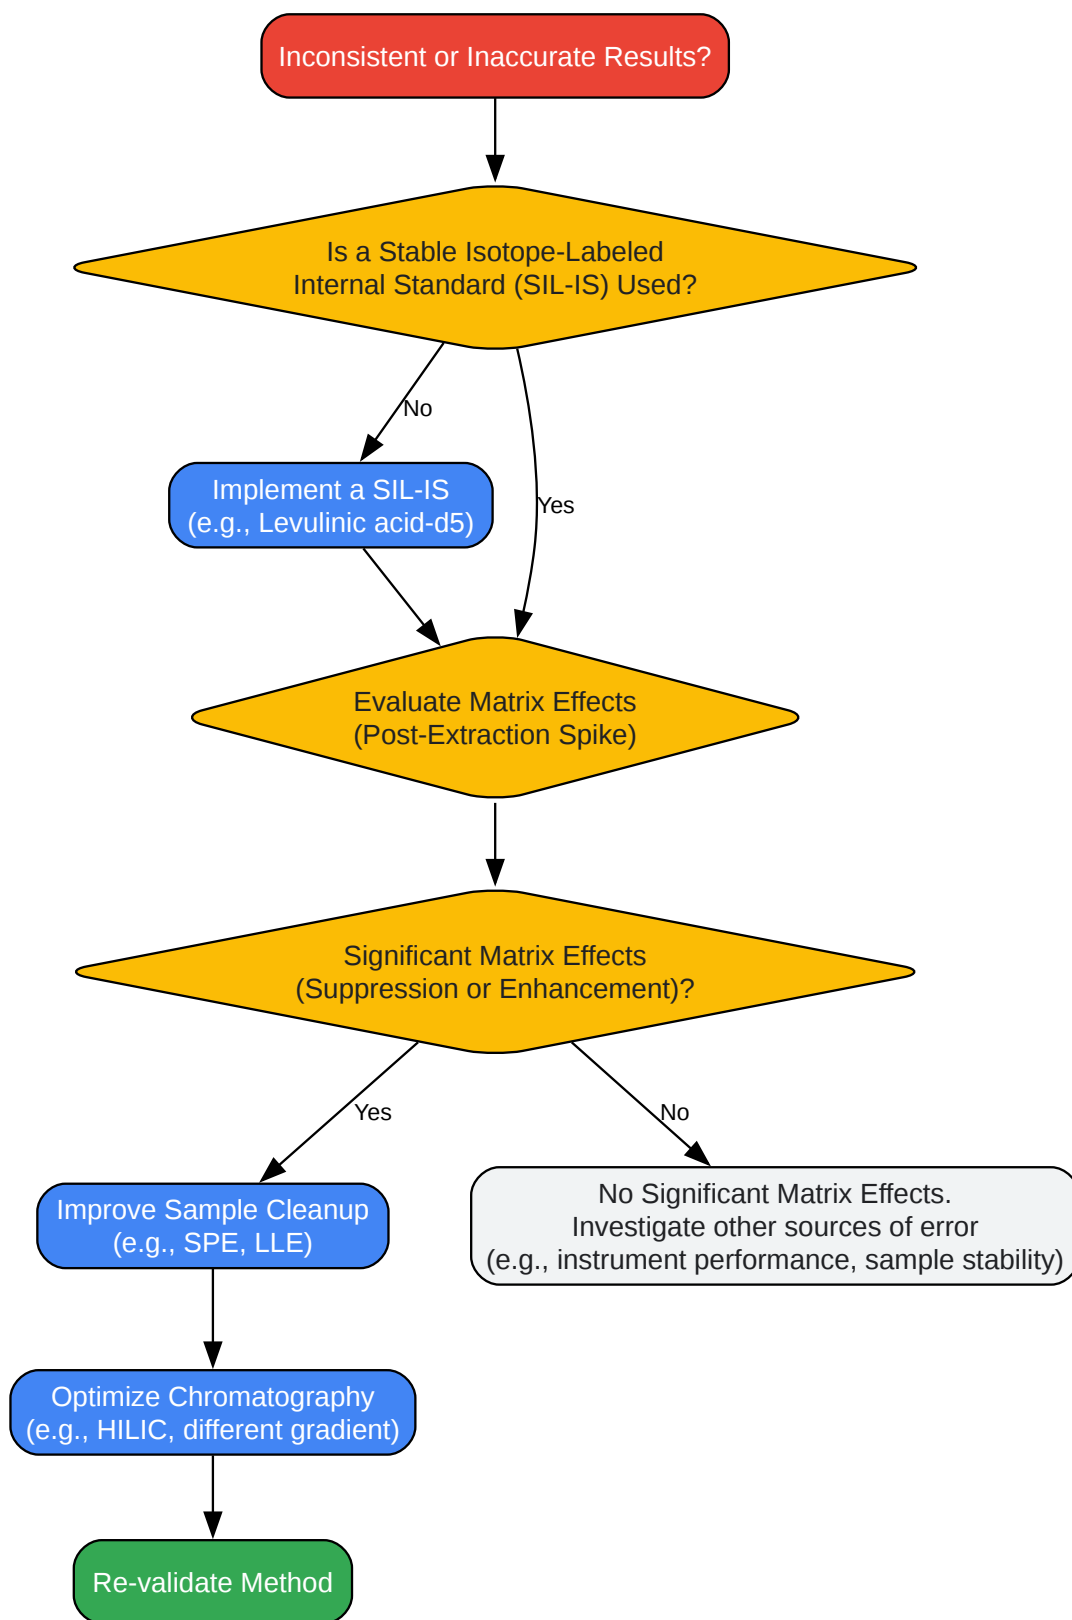 Inconsistent or Inaccurate Results?
Is a Stable Isotope-Labeled
Internal Standard (SIL-IS) Used?
No
Implement a SIL-IS
(e.g., Levulinic acid-d5)
Yes
Evaluate Matrix Effects
(Post-Extraction Spike)
Significant Matrix Effects
(Suppression or Enhancement)?
Yes
No
Improve Sample Cleanup
(e.g., SPE, LLE)
No Significant Matrix Effects.
Investigate other sources of error
(e.g., instrument performance, sample stability)
Optimize Chromatography
(e.g., HILIC, different gradient)
Re-validate Method